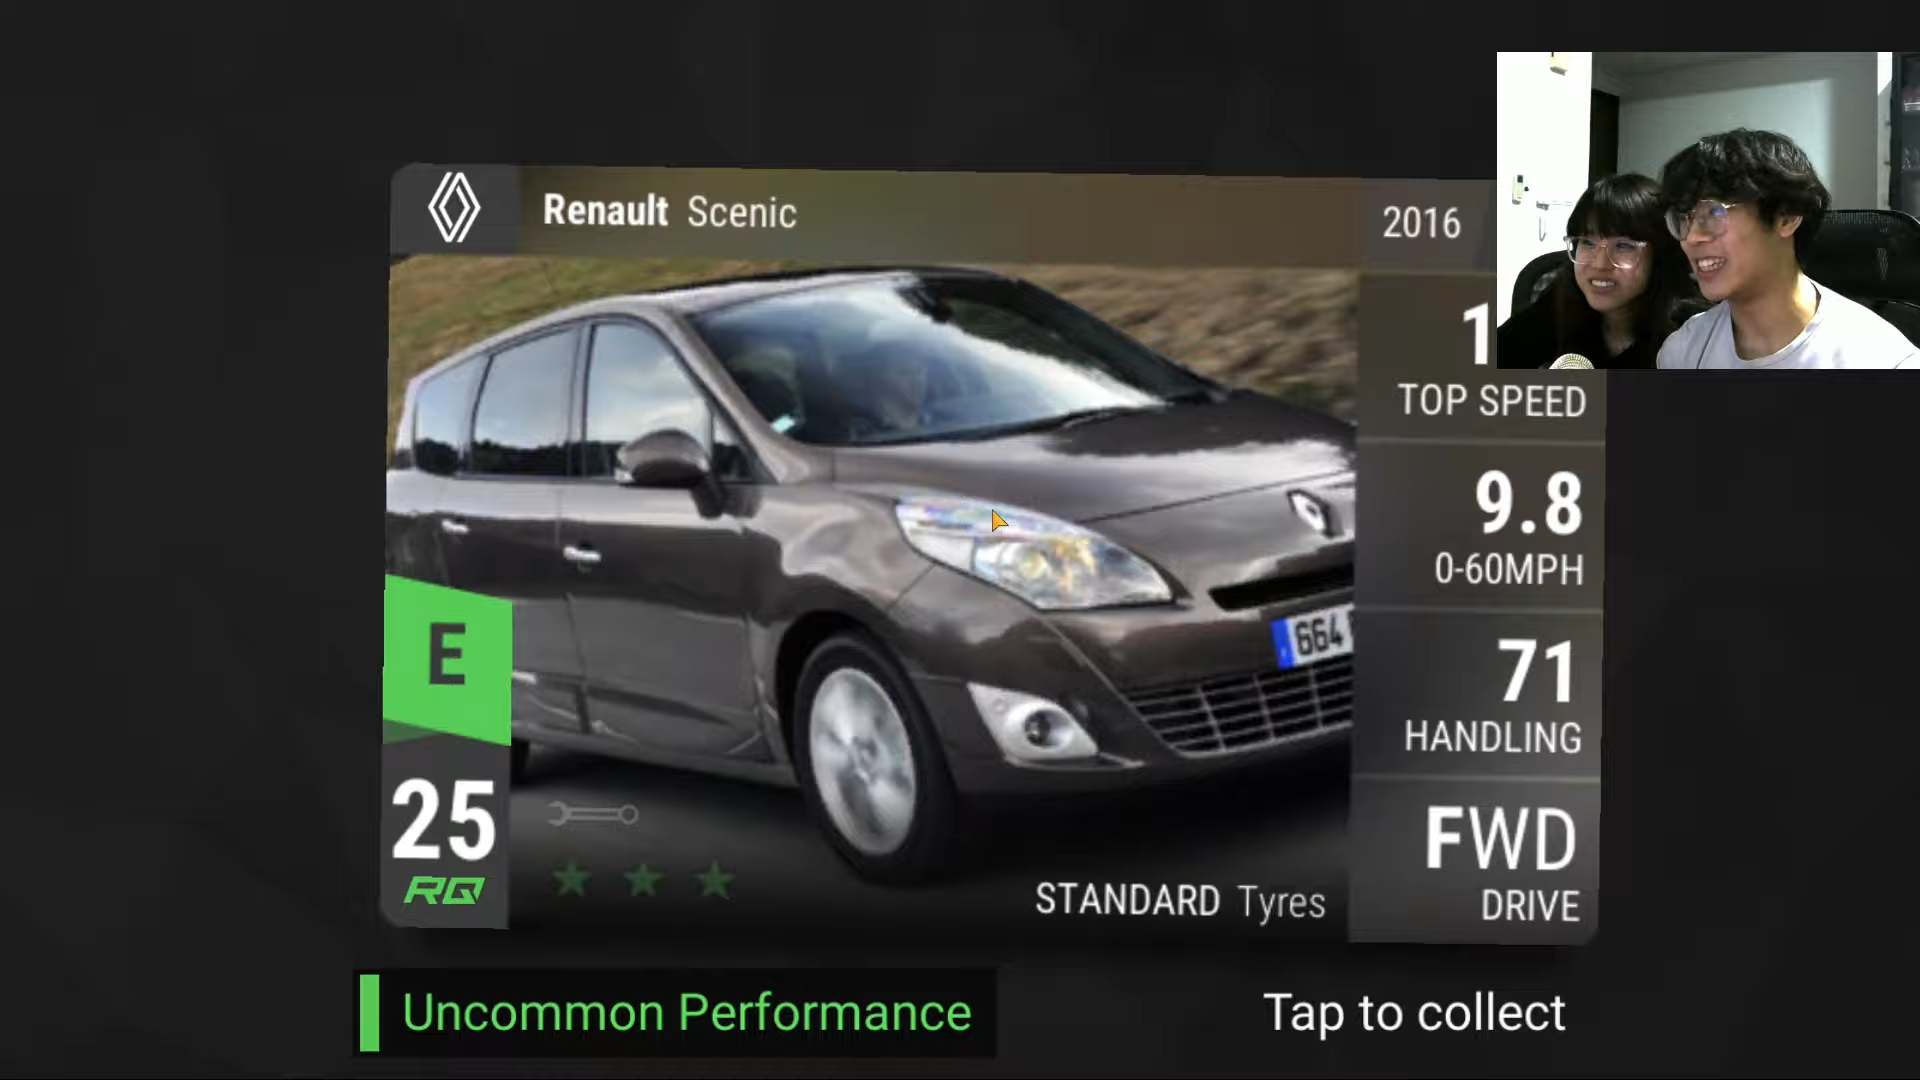 Renault Scenic
2016
TOP SPEED
9.8
0-60MPH
71
HANDLING
FWD
DRIVE
664
E
25
RQ
STANDARD Tyres
Uncommon Performance
Tap to collect